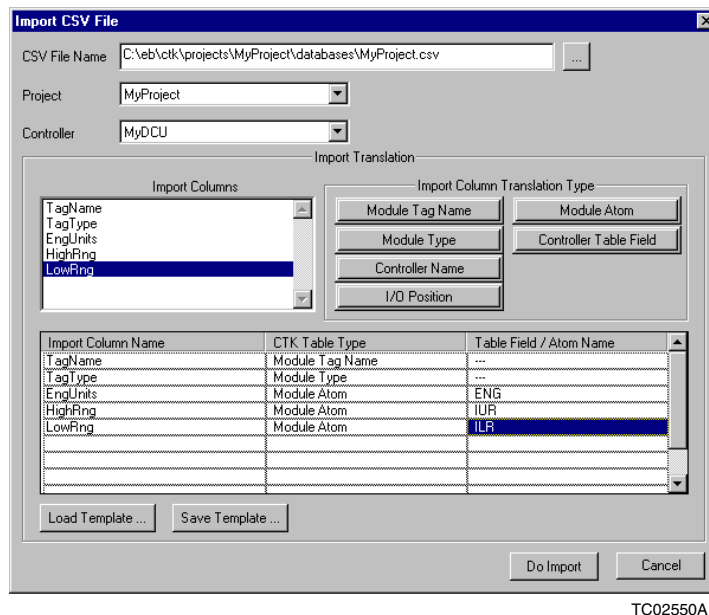 Import CSV File
CSV File Name C:\eb\ctk\projects\MyProject\databases\MyProject.csv ...
Project MyProject
Controller MyDCU
Import Translation
Import Columns
TagName
TagType
EngUnits
HighRng
LowRng
Import Column Translation Type
Module Tag Name Module Atom
Module Type Controller Table Field
Controller Name
I/O Position
Import Column Name CTK Table Type Table Field / Atom Name
TagName Module Tag Name ---
TagType Module Type ---
EngUnits Module Atom ENG
HighRng Module Atom IUR
LowRng Module Atom ILR
Load Template ... Save Template ...
Do Import Cancel
TC02550A